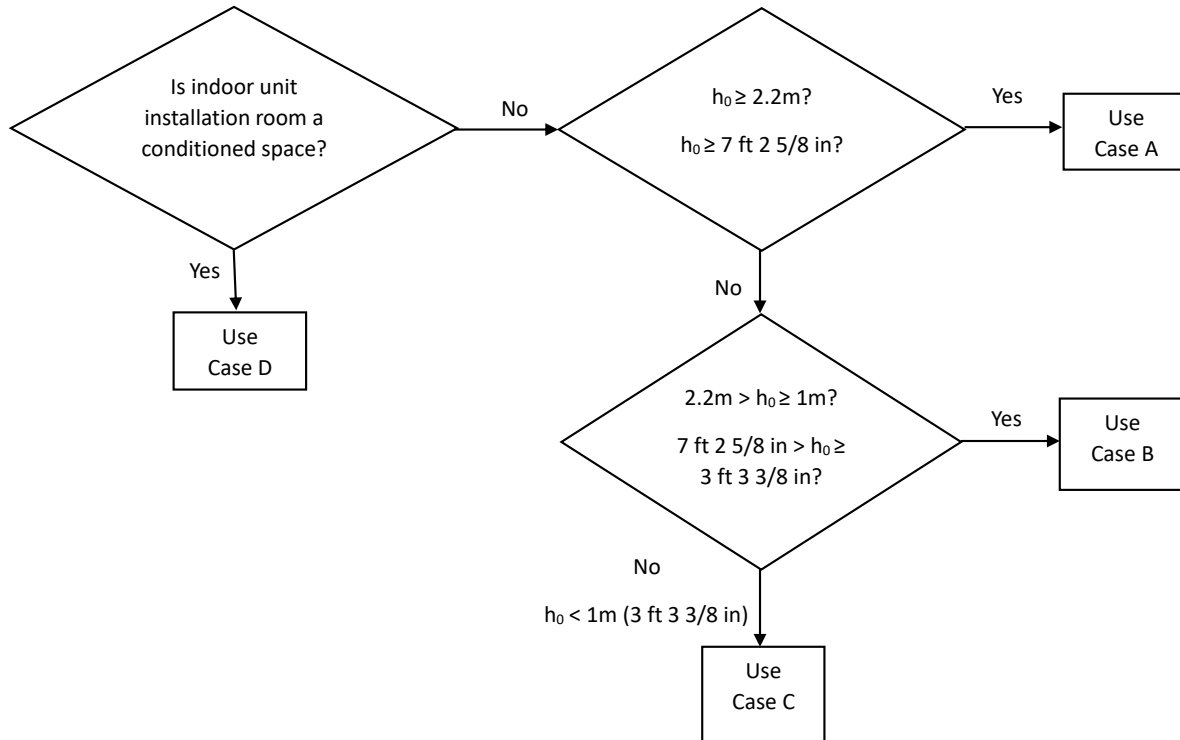 Is indoor unit
installation room a
conditioned space?
No
h₀ ≥ 2.2m?
h₀ ≥ 7 ft 2 5/8 in?
Yes
Use
Case A
Yes
Use
Case D
No
2.2m > h₀ ≥ 1m?
7 ft 2 5/8 in > h₀ ≥
3 ft 3 3/8 in?
Yes
Use
Case B
No
h₀ < 1m (3 ft 3 3/8 in)
Use
Case C